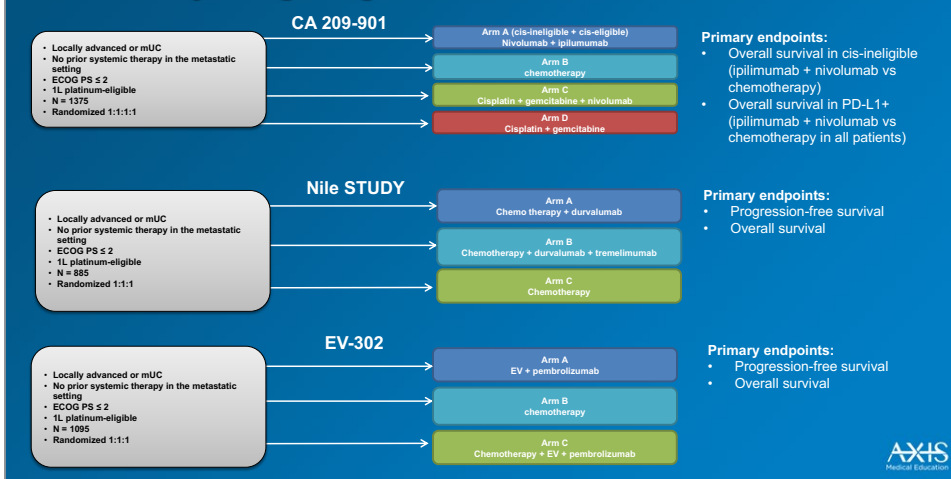 CA 209-901
• Locally advanced or mUC
• No prior systemic therapy in the metastatic
setting
• ECOG PS ≤ 2
• 1L platinum-eligible
• N = 1375
• Randomized 1:1:1:1
Arm A (cis-ineligible + cis-eligible)
Nivolumab + ipilumumab
Arm B
chemotherapy
Arm C
Cisplatin + gemcitabine + nivolumab
Arm D
Cisplatin + gemcitabine
Primary endpoints:
• Overall survival in cis-ineligible
(ipilimumab + nivolumab vs
chemotherapy)
• Overall survival in PD-L1+
(ipilimumab + nivolumab vs
chemotherapy in all patients)
Nile STUDY
• Locally advanced or mUC
• No prior systemic therapy in the metastatic
setting
• ECOG PS ≤ 2
• 1L platinum-eligible
• N = 885
• Randomized 1:1:1
Arm A
Chemo therapy + durvalumab
Arm B
Chemotherapy + durvalumab + tremelimumab
Arm C
Chemotherapy
Primary endpoints:
• Progression-free survival
• Overall survival
EV-302
• Locally advanced or mUC
• No prior systemic therapy in the metastatic
setting
• ECOG PS ≤ 2
• 1L platinum-eligible
• N = 1095
• Randomized 1:1:1
Arm A
EV + pembrolizumab
Arm B
chemotherapy
Arm C
Chemotherapy + EV + pembrolizumab
Primary endpoints:
• Progression-free survival
• Overall survival
AXIS
Medical Education